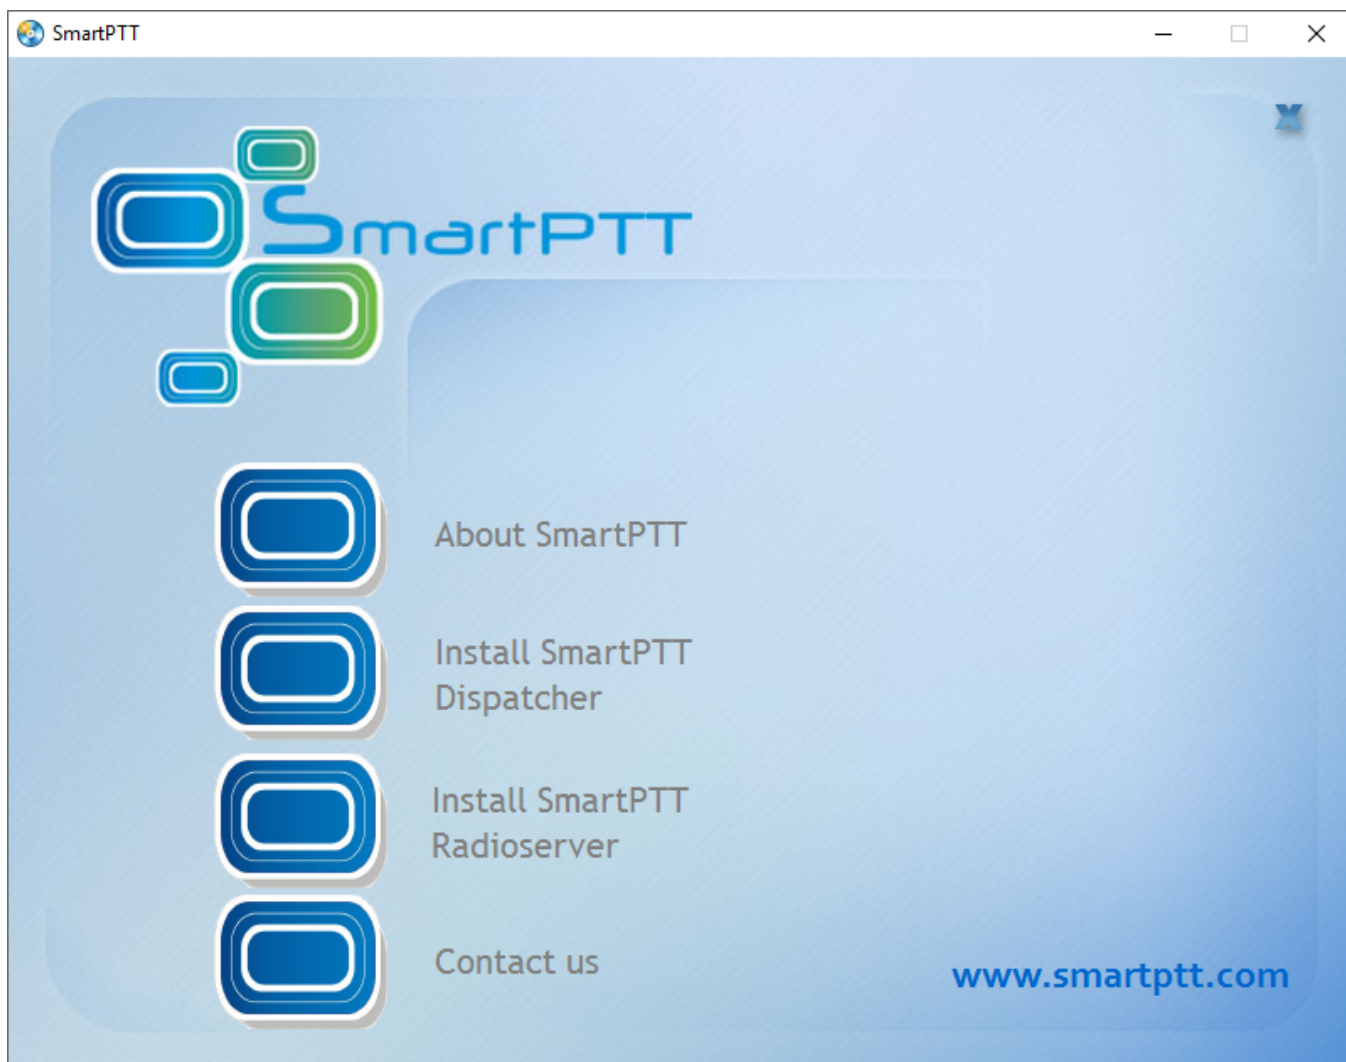 SmartPTT
X
SmartPTT
About SmartPTT
Install SmartPTT
Dispatcher
Install SmartPTT
Radioserver
Contact us
www.smartptt.com